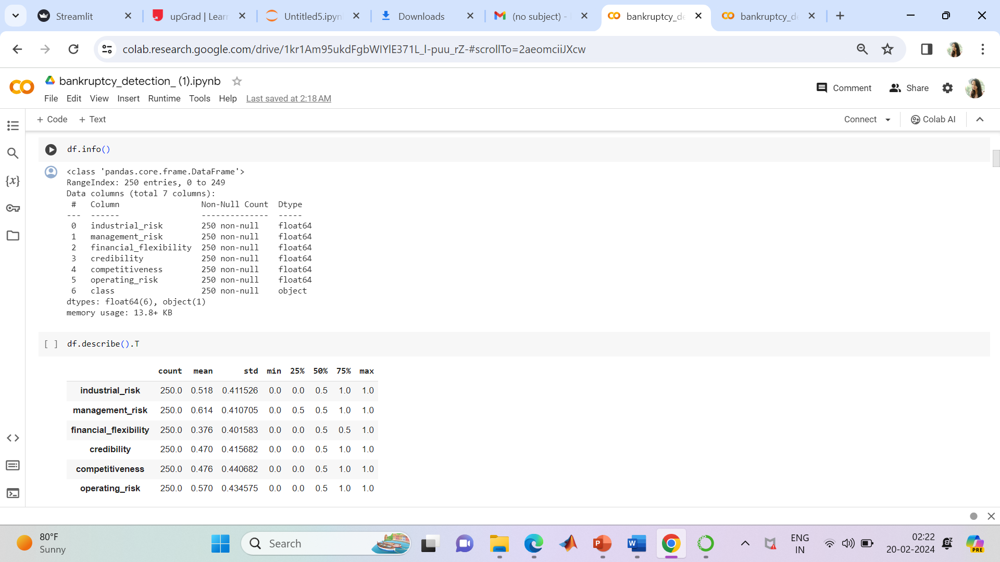 Streamlit
upGrad | Lear
Untitled5.ipyn
Downloads
(no subject) -
bankruptcy_de
bankruptcy_de
colab.research.google.com/drive/1kr1Am95ukdFgbWIYlE371L_l-puu_rZ-#scrollTo=2aeomciiJXcw
bankruptcy_detection_ (1).ipynb
Comment
Share
File Edit View Insert Runtime Tools Help Last saved at 2:18 AM
+ Code + Text
Connect
Colab AI
df.info()
<class 'pandas.core.frame.DataFrame'>
RangeIndex: 250 entries, 0 to 249
Data columns (total 7 columns):
# Column Non-Null Count Dtype
--- ------ -------------- -----
0 industrial_risk 250 non-null float64
1 management_risk 250 non-null float64
2 financial_flexibility 250 non-null float64
3 credibility 250 non-null float64
4 competitiveness 250 non-null float64
5 operating_risk 250 non-null float64
6 class 250 non-null object
dtypes: float64(6), object(1)
memory usage: 13.8+ KB
[ ] df.describe().T
count mean std min 25% 50% 75% max
industrial_risk 250.0 0.518 0.411526 0.0 0.0 0.5 1.0 1.0
management_risk 250.0 0.614 0.410705 0.0 0.5 0.5 1.0 1.0
financial_flexibility 250.0 0.376 0.401583 0.0 0.0 0.5 0.5 1.0
credibility 250.0 0.470 0.415682 0.0 0.0 0.5 1.0 1.0
competitiveness 250.0 0.476 0.440682 0.0 0.0 0.5 1.0 1.0
operating_risk 250.0 0.570 0.434575 0.0 0.0 0.5 1.0 1.0
80°F
Sunny
Search
ENG
IN
02:22
20-02-2024
PRE